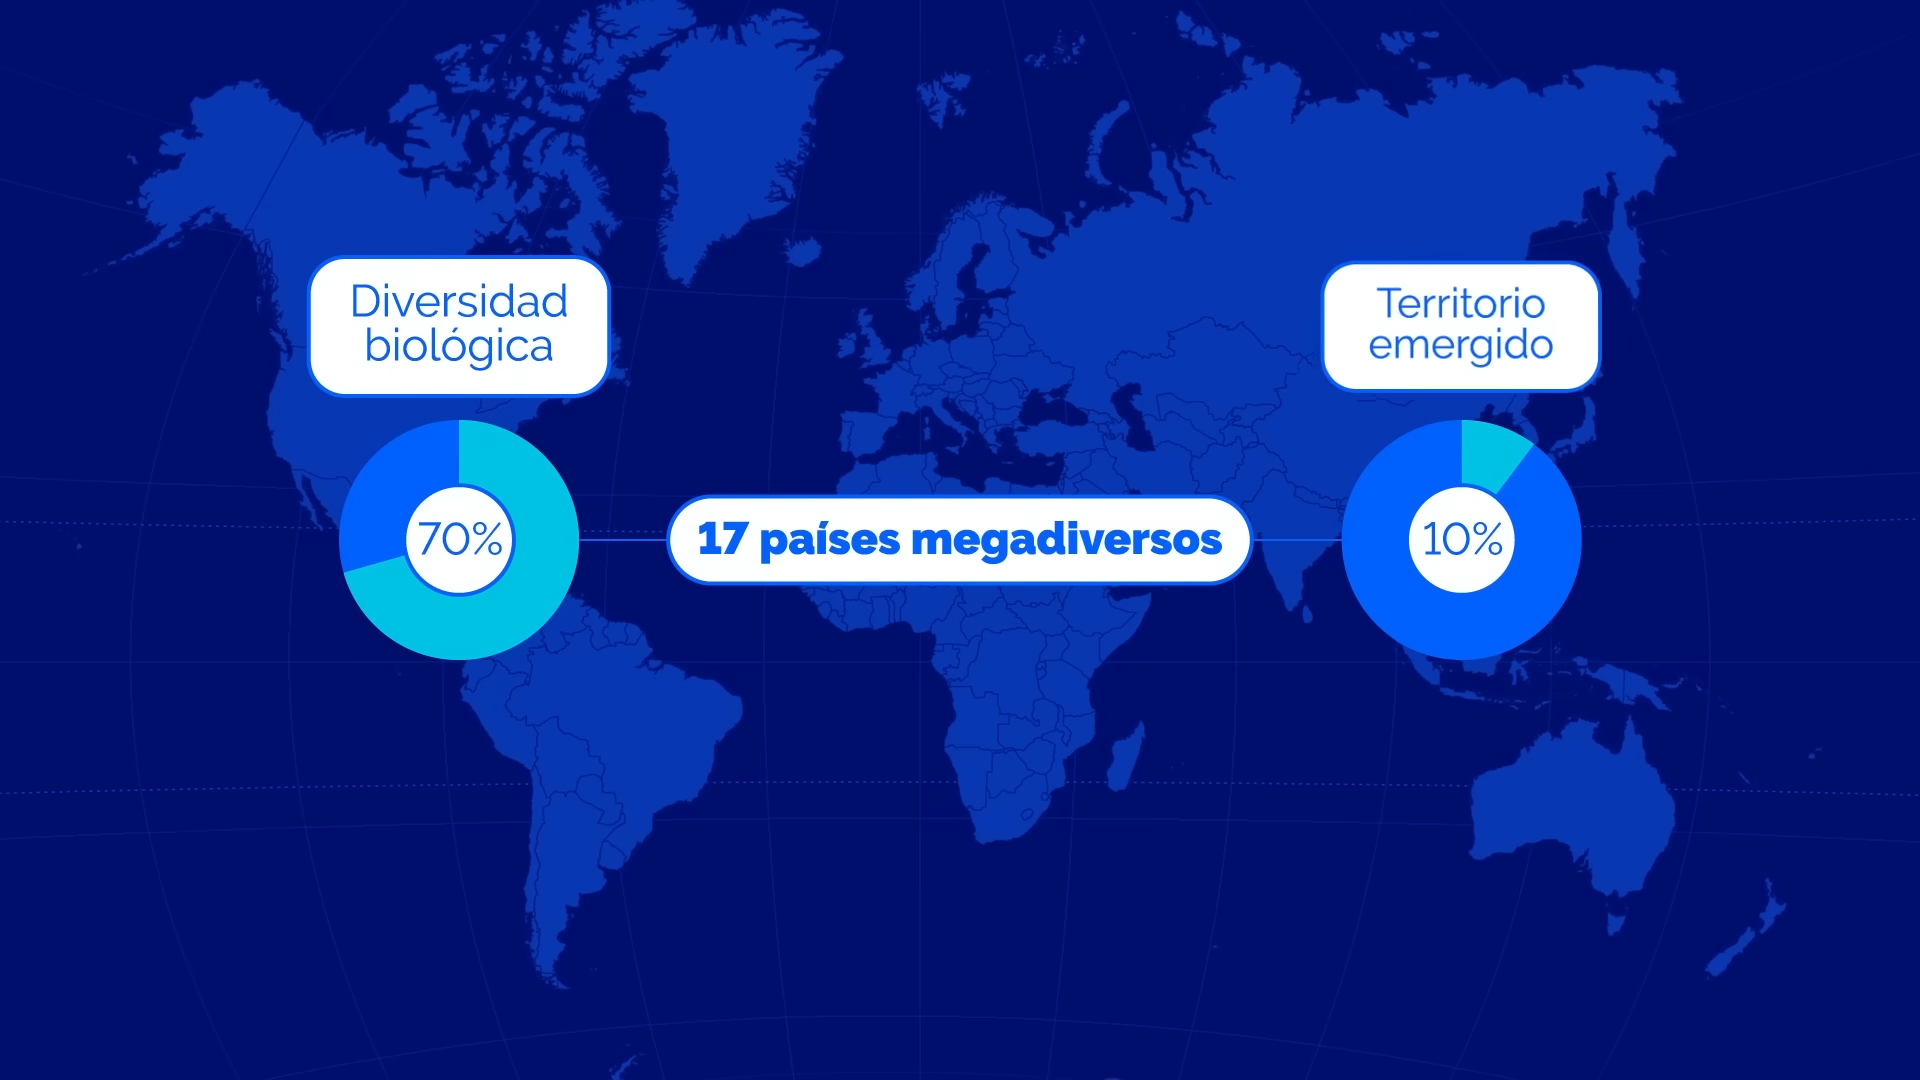 Diversidad
biológica
70%
17 países megadiversos
Territorio
emergido
10%